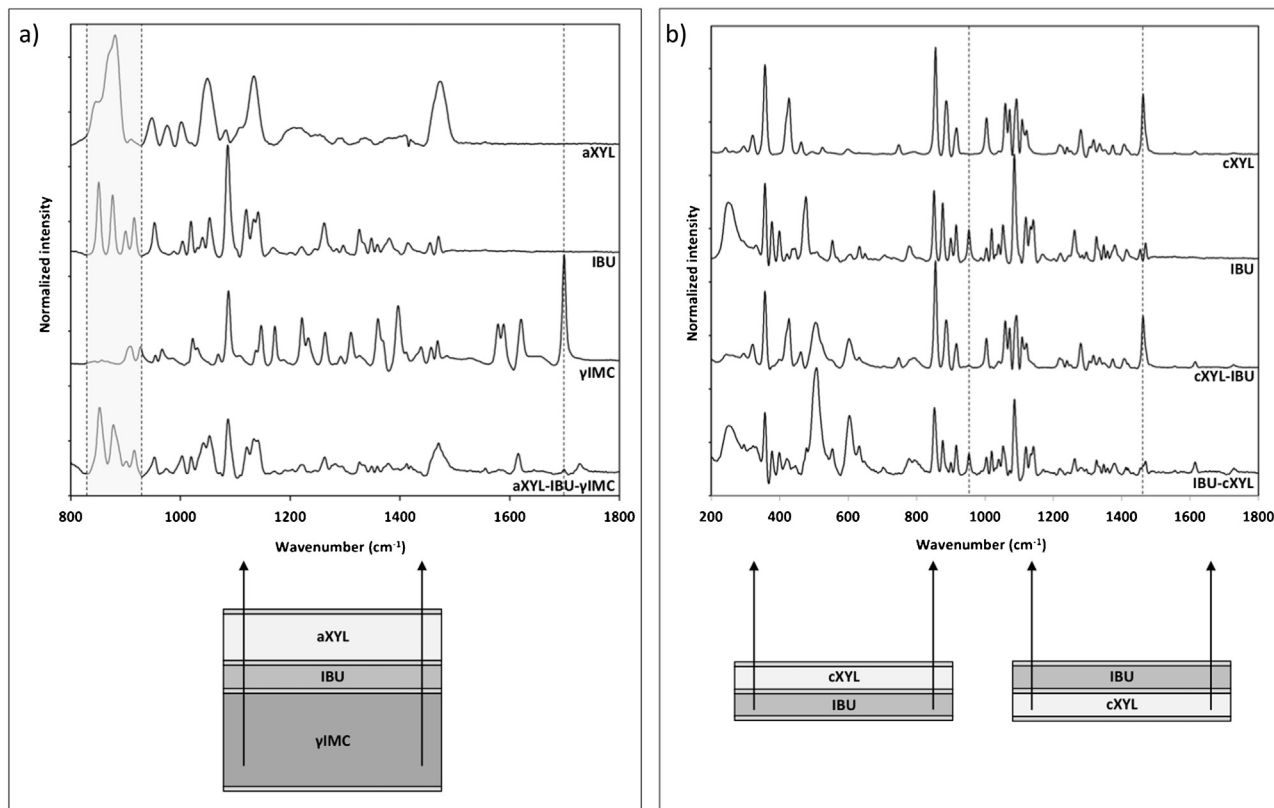 a)
Normalized intensity
aXYL
IBU
γIMC
aXYL-IBU-γIMC
800 1000 1200 1400 1600 1800
Wavenumber (cm⁻¹)
aXYL
IBU
γIMC
b)
Normalized intensity
cXYL
IBU
cXYL-IBU
IBU-cXYL
200 400 600 800 1000 1200 1400 1600 1800
Wavenumber (cm⁻¹)
cXYL
IBU
IBU
cXYL